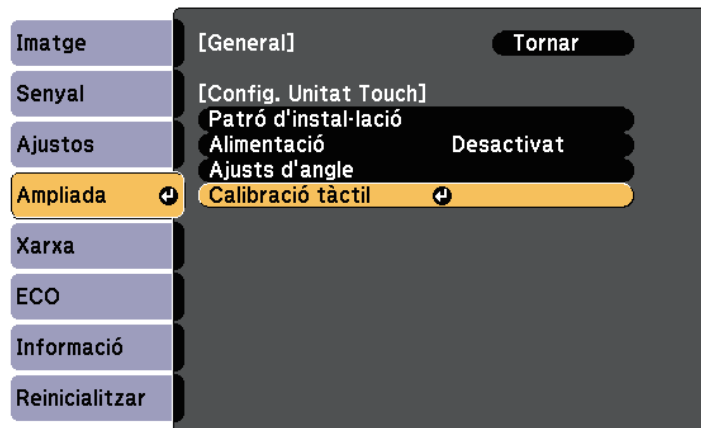 Imatge
Senyal
Ajustos
Ampliada
Xarxa
ECO
Informació
Reinicialitzar
[General] Tornar
[Config. Unitat Touch]
Patró d'instal·lació
Alimentació Desactivat
Ajusts d'angle
Calibració tàctil